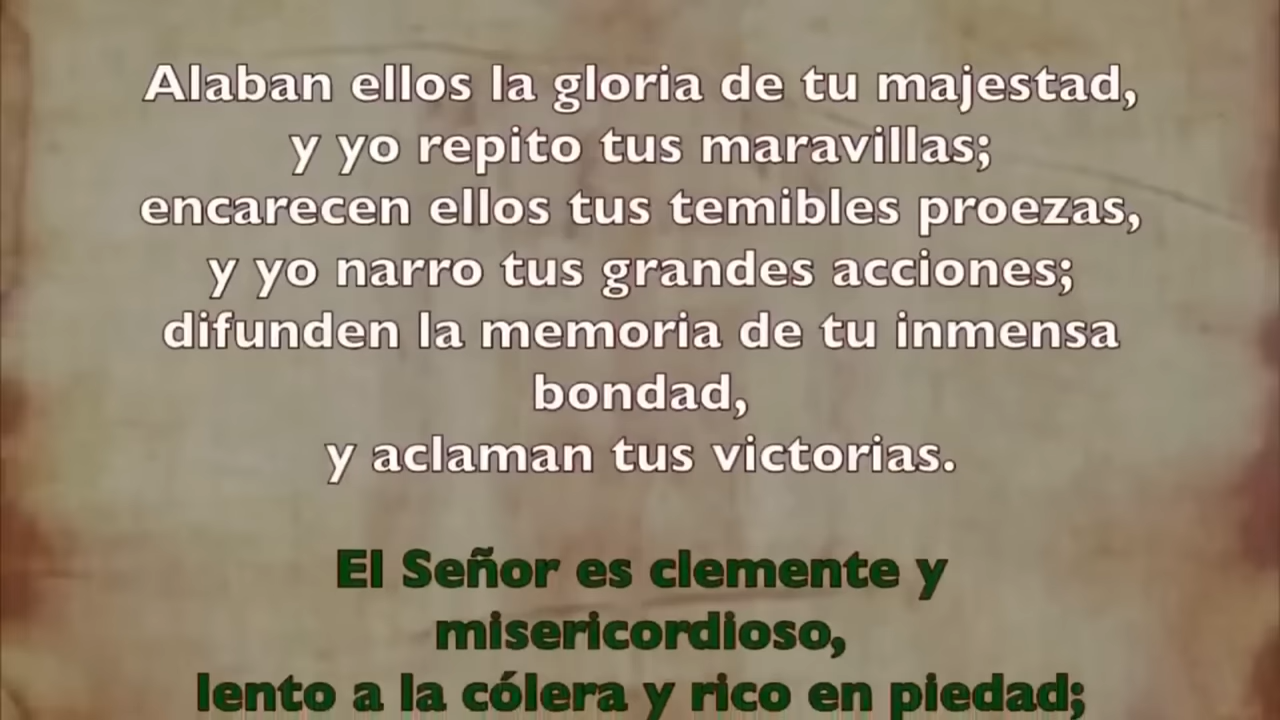 Alaban ellos la gloria de tu majestad,
y yo repito tus maravillas;
encarecen ellos tus temibles proezas,
y yo narro tus grandes acciones;
difunden la memoria de tu inmensa
bondad,
y aclaman tus victorias.
El Señor es clemente y
misericordioso,
lento a la cólera y rico en piedad;